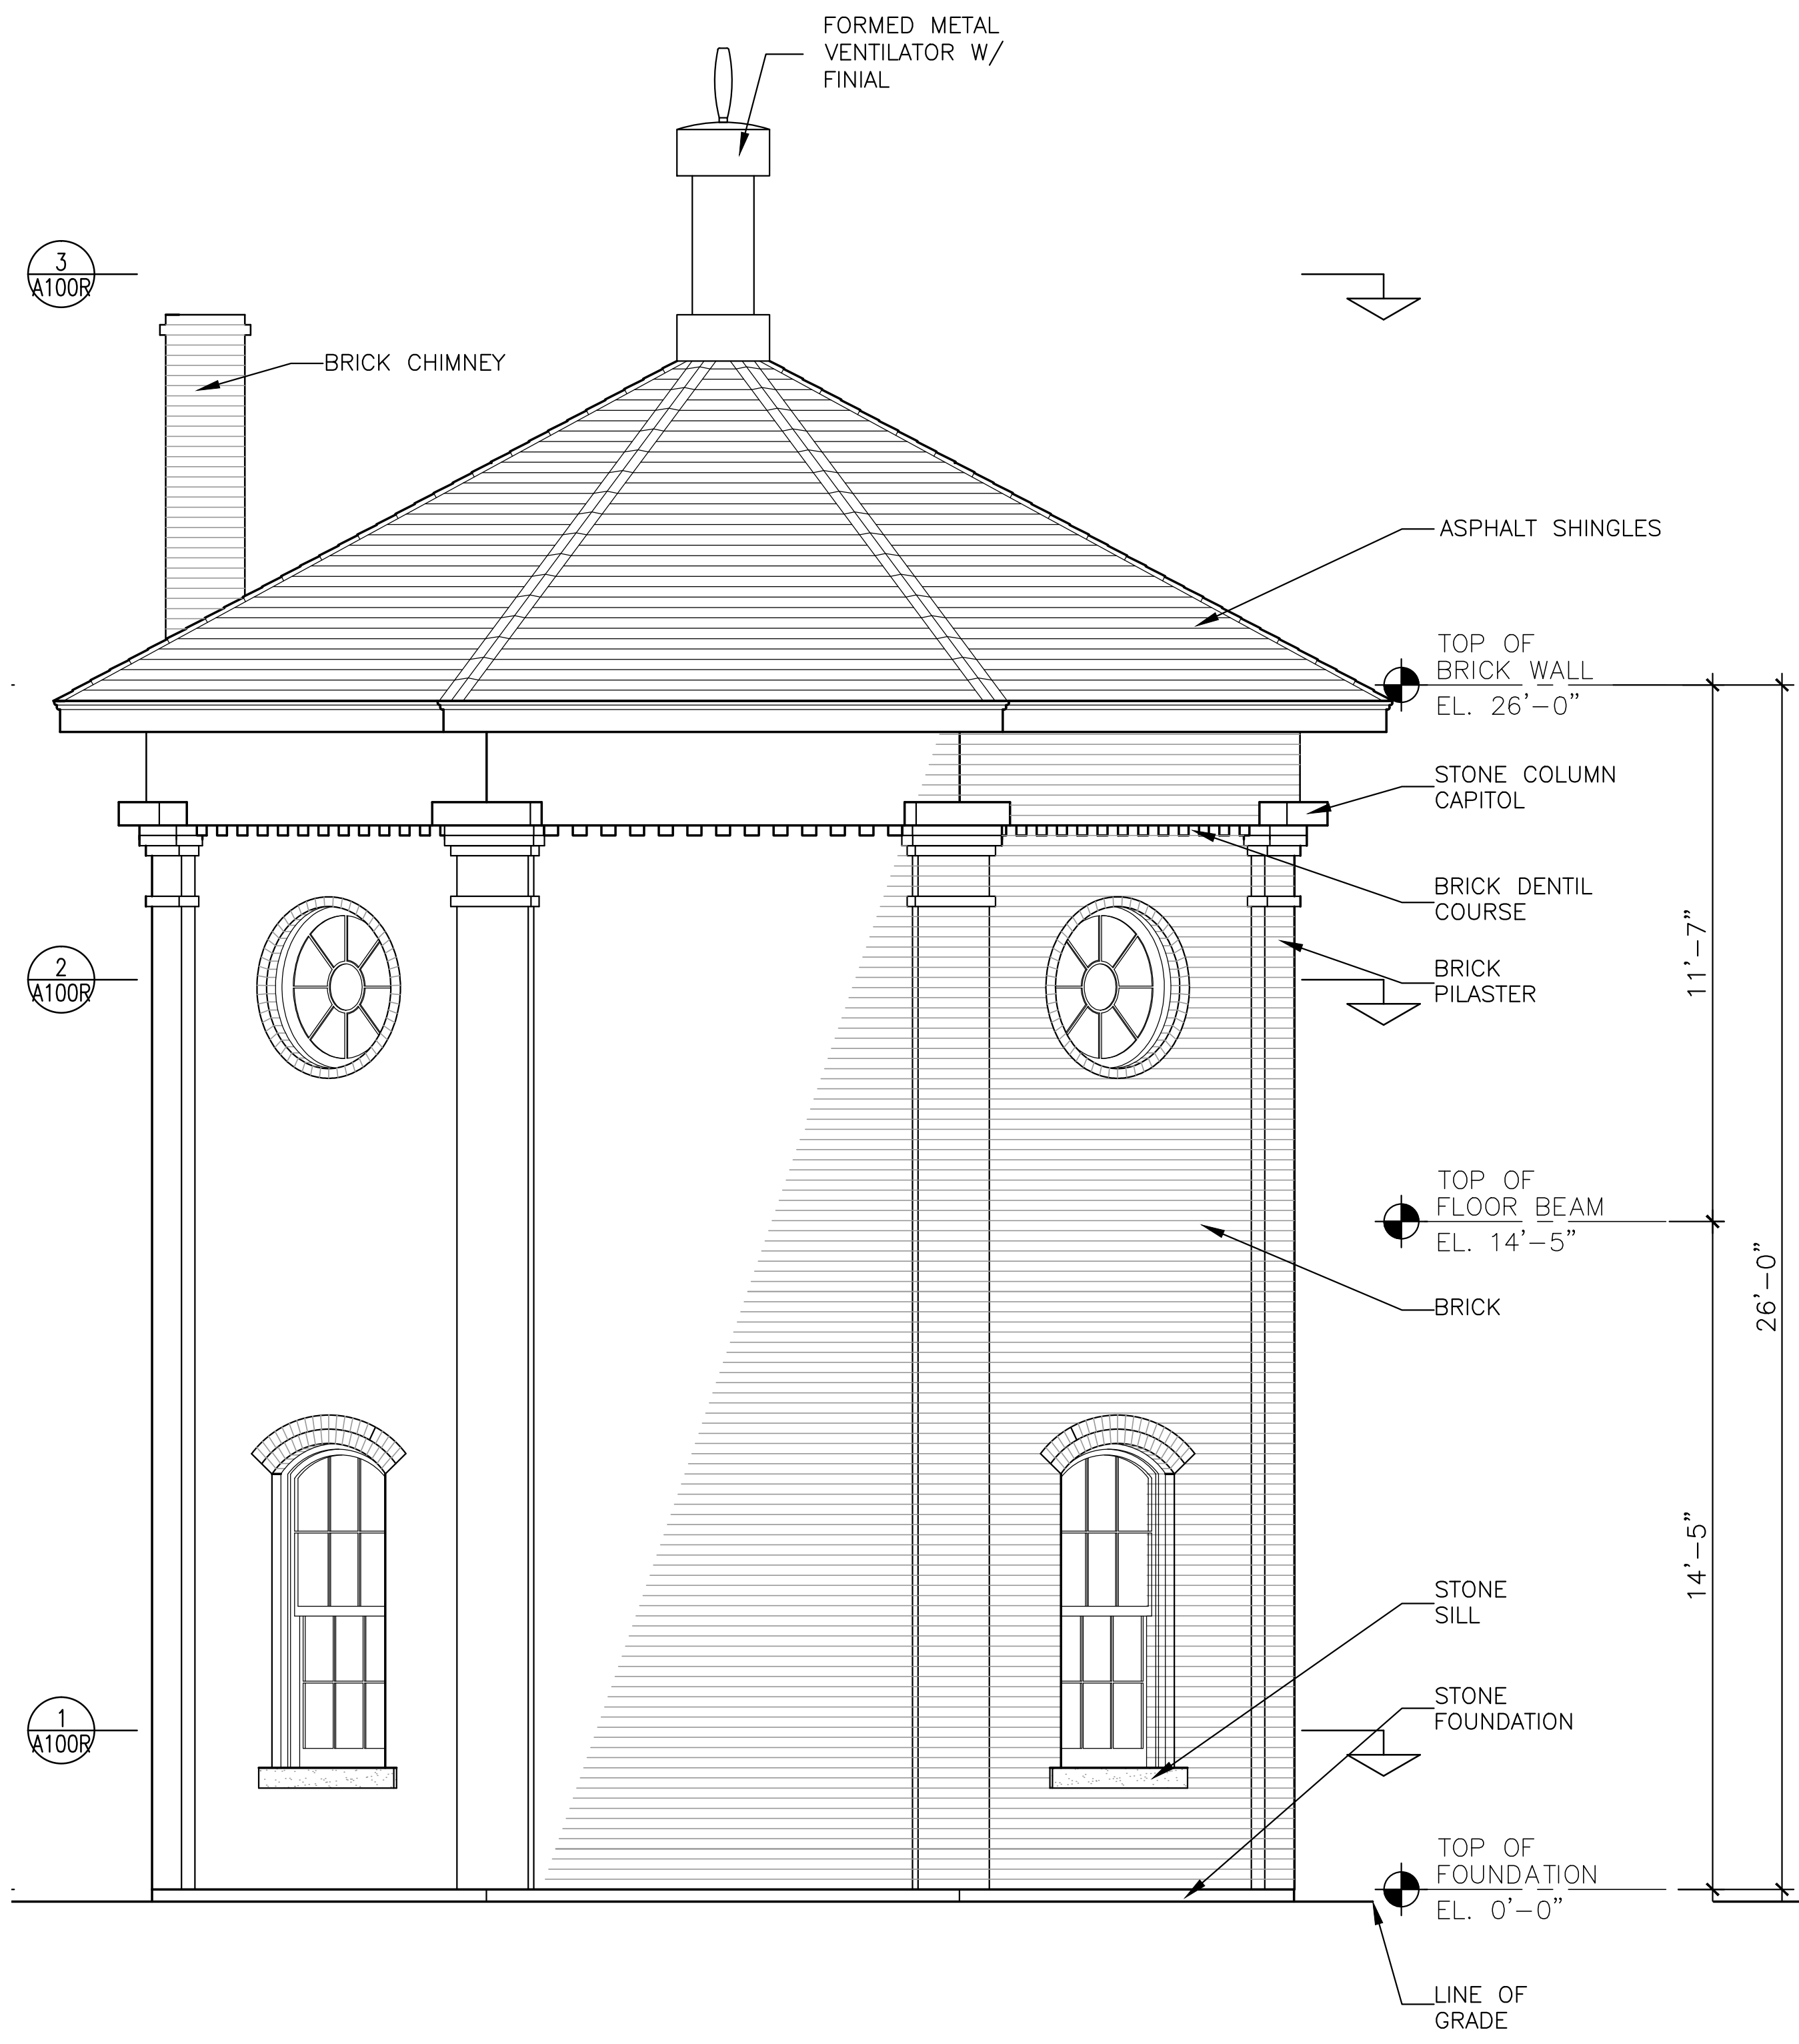 FORMED METAL
VENTILATOR W/
FINIAL
3
A100R
BRICK CHIMNEY
ASPHALT SHINGLES
TOP OF
BRICK WALL
EL. 26'-0"
STONE COLUMN
CAPITOL
BRICK DENTIL
COURSE
11'-7"
2
A100R
BRICK
PILASTER
TOP OF
FLOOR BEAM
EL. 14'-5"
26'-0"
BRICK
14'-5"
STONE
SILL
1
A100R
STONE
FOUNDATION
TOP OF
FOUNDATION
EL. 0'-0"
LINE OF
GRADE